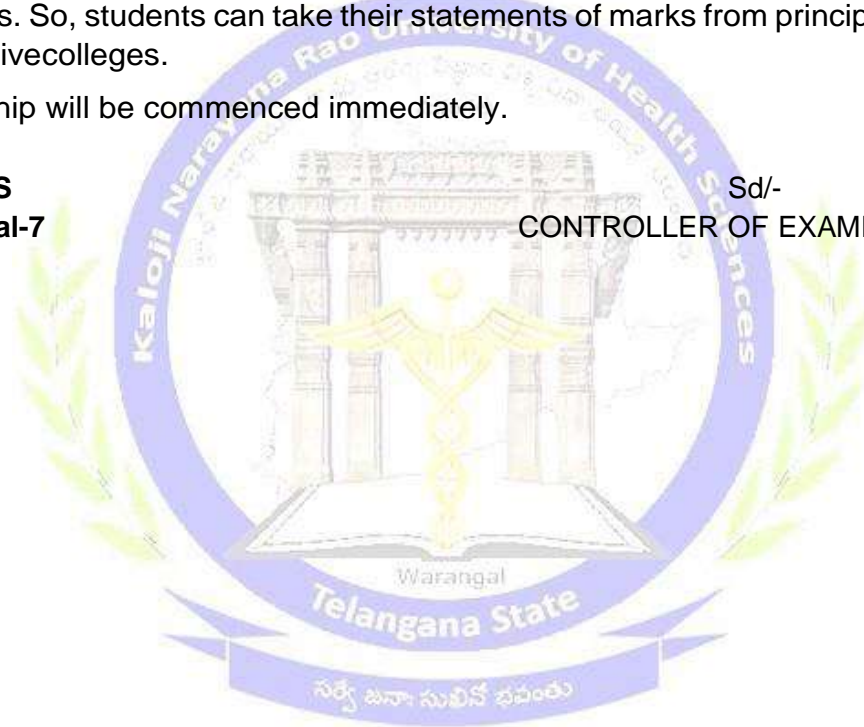 s. So, students can take their statements of marks from princip
ivecolleges.
hip will be commenced immediately.
S
Sd/-
al-7
CONTROLLER OF EXAMI
Kaloji Narayana Rao University of Health Sciences
Warangal
Telangana State
సర్వే జనాః సుఖినో భవంతు